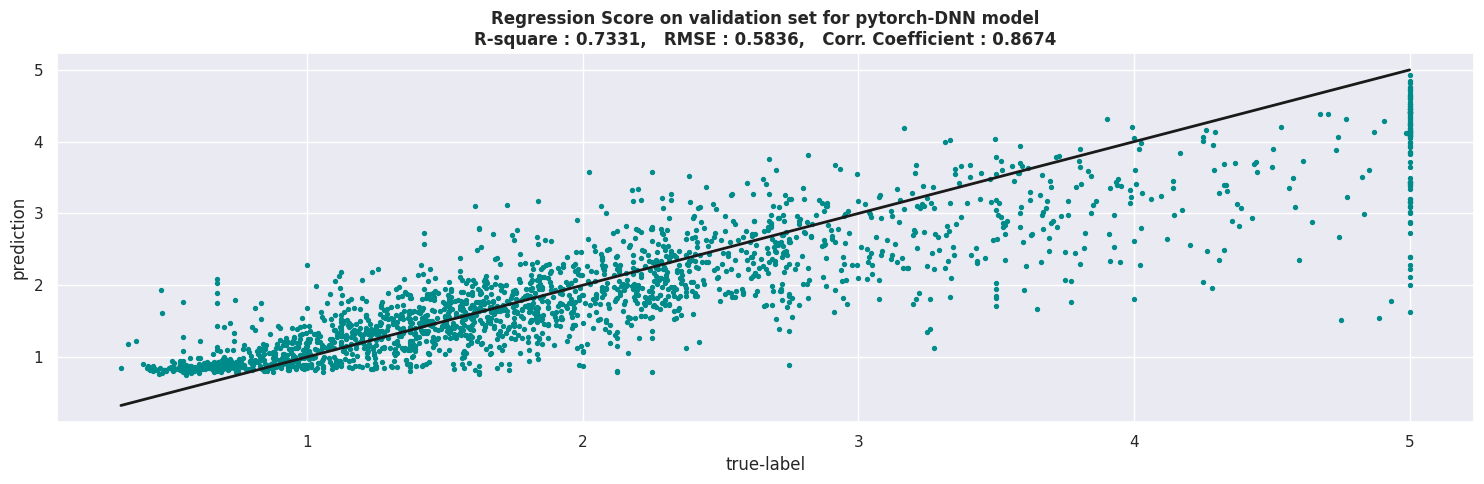 Regression Score on validation set for pytorch-DNN model
R-square : 0.7331,   RMSE : 0.5836,   Corr. Coefficient : 0.8674
5
4
3
2
1
prediction
1 2 3 4 5
true-label